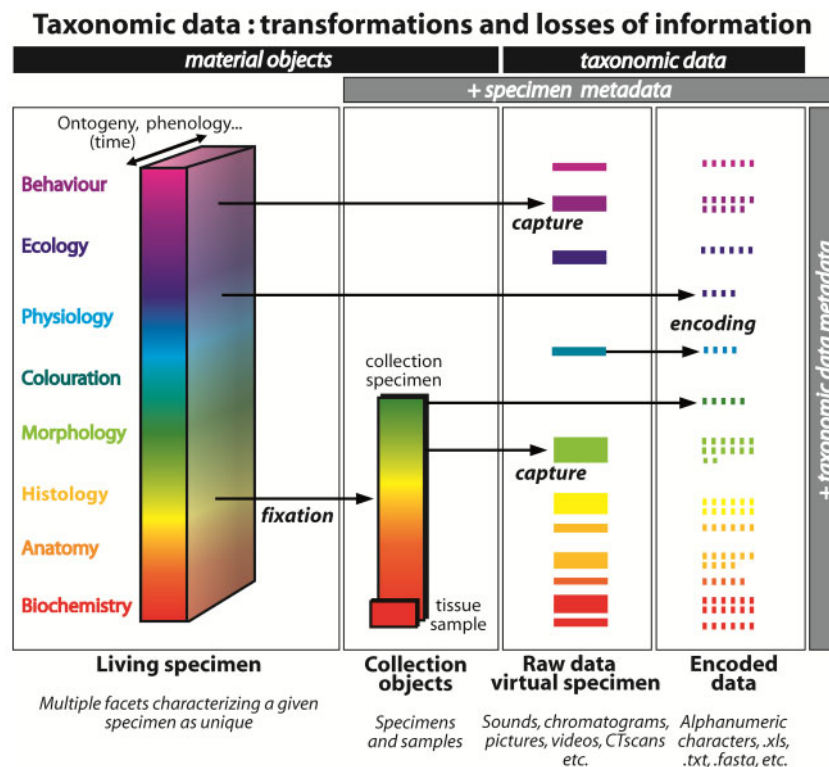 Taxonomic data : transformations and losses of information
material objects
taxonomic data
+ specimen metadata
Ontogeny, phenology...
(time)
Behaviour
Ecology
Physiology
Colouration
Morphology
Histology
Anatomy
Biochemistry
capture
encoding
collection
specimen
capture
fixation
tissue
sample
+ taxonomic data metadata
Living specimen
Multiple facets characterizing a given
specimen as unique
Collection
objects
Specimens
and samples
Raw data
virtual specimen
Sounds, chromatograms,
pictures, videos, CTscans
etc.
Encoded
data
Alphanumeric
characters, .xls,
.txt, .fasta, etc.